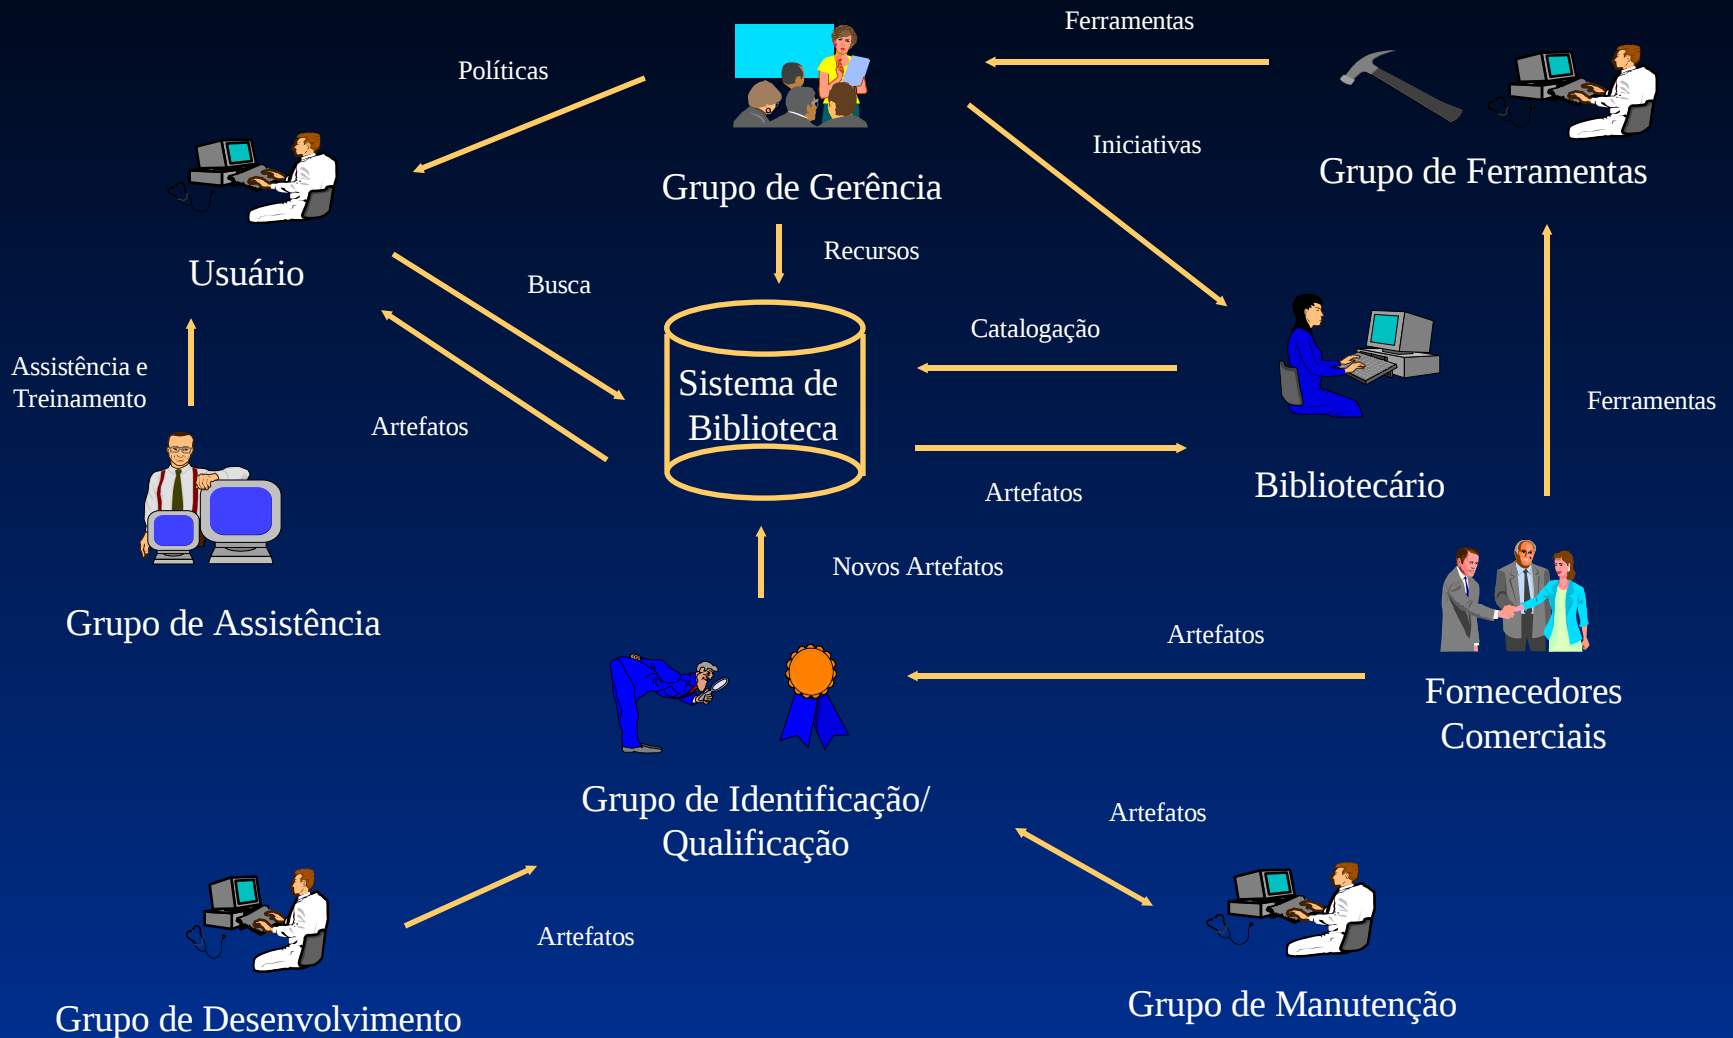 Ferramentas
Políticas
Iniciativas
Grupo de Ferramentas
Grupo de Gerência
Recursos
Usuário
Busca
Catalogação
Assistência e
Treinamento
Sistema de
Biblioteca
Ferramentas
Artefatos
Bibliotecário
Artefatos
Novos Artefatos
Grupo de Assistência
Artefatos
Fornecedores
Comerciais
Grupo de Identificação/
Qualificação
Artefatos
Artefatos
Grupo de Manutenção
Grupo de Desenvolvimento